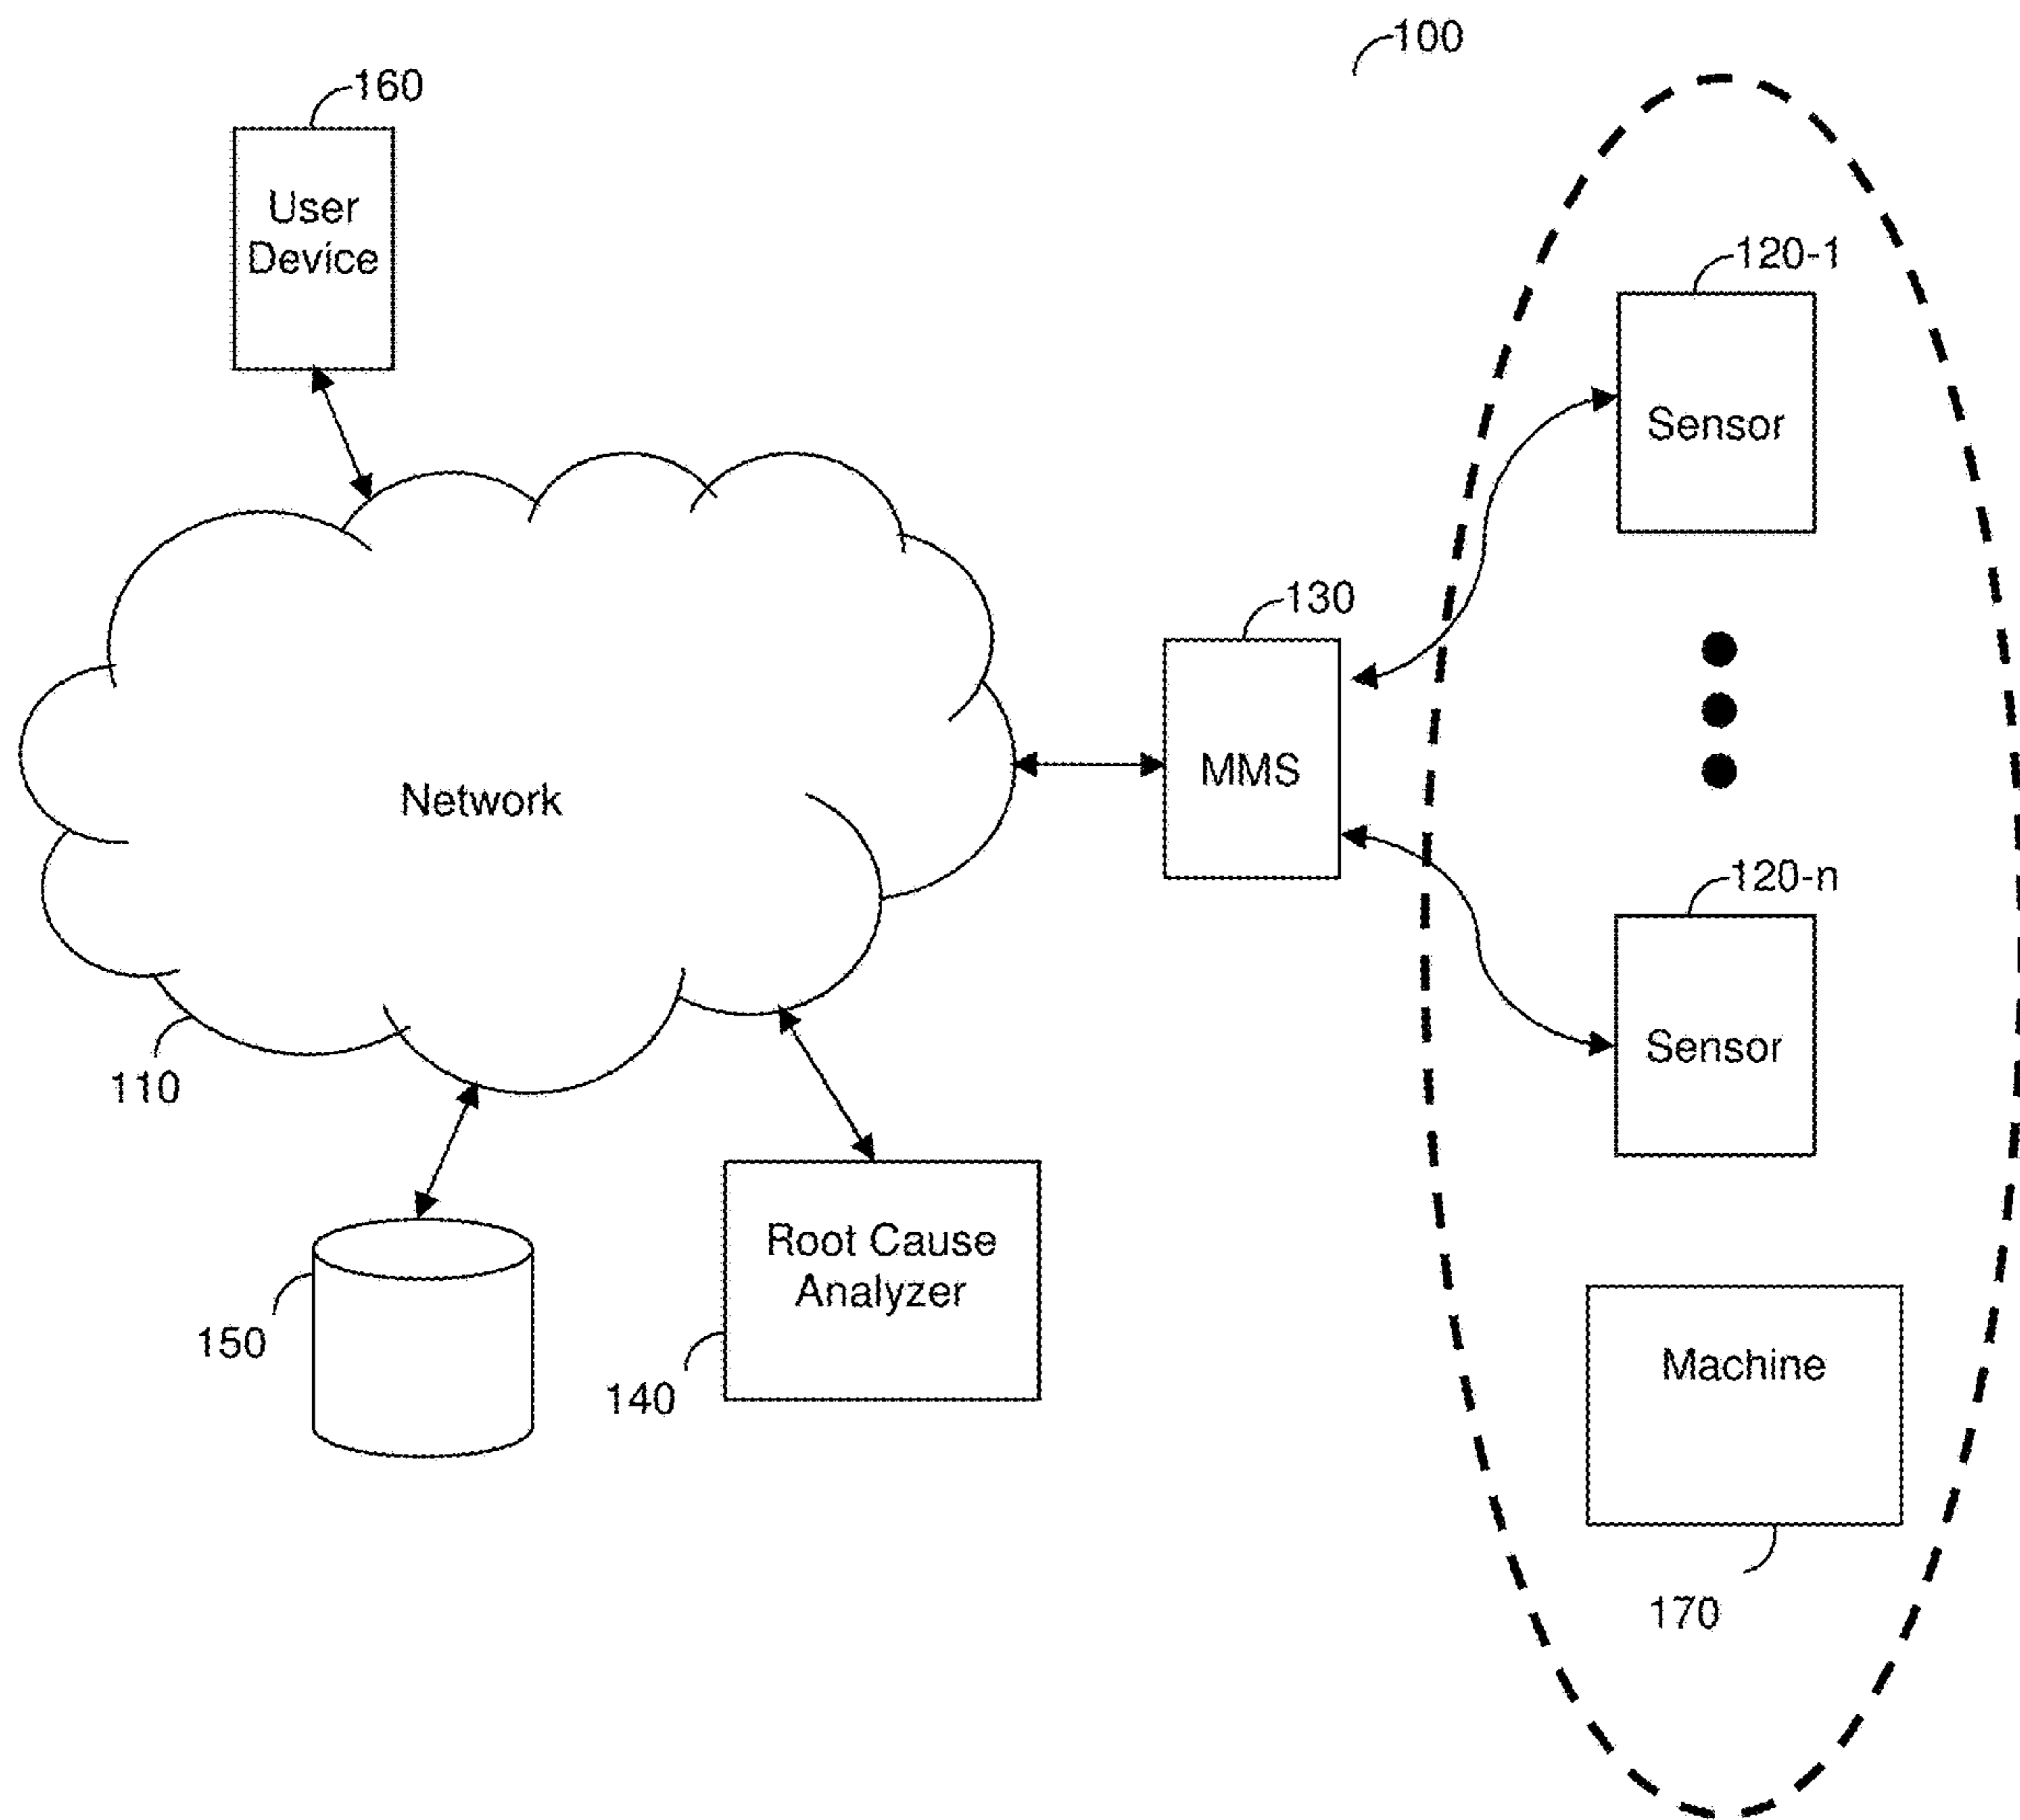 100
160
User
Device
120-1
Sensor
130
MMS
Network
120-n
Sensor
110
Root Cause
Analyzer
150
140
Machine
170